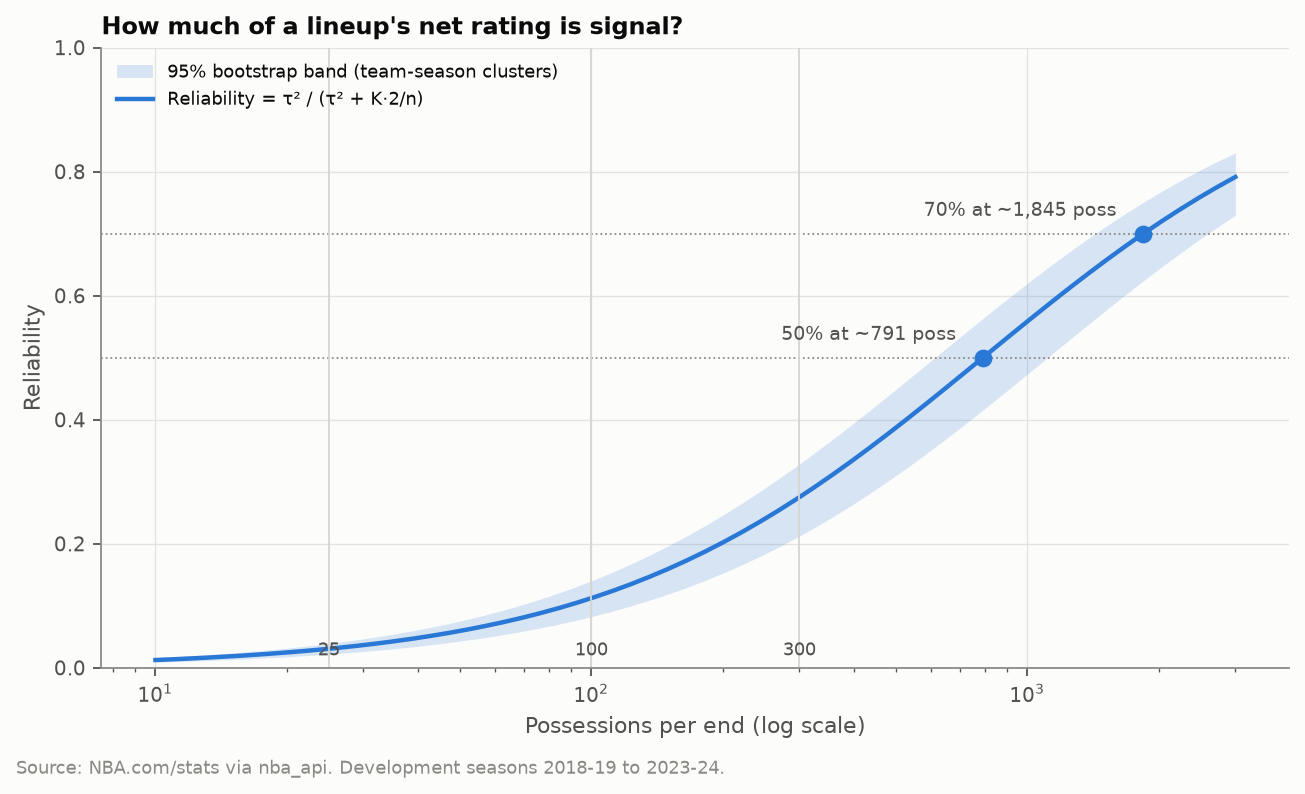 How much of a lineup's net rating is signal?
95% bootstrap band (team-season clusters)
Reliability = τ² / (τ² + K·2/n)
1.0
0.8
0.6
0.4
0.2
0.0
Reliability
70% at ~1,845 poss
50% at ~791 poss
25 100 300
10¹ 10² 10³
Possessions per end (log scale)
Source: NBA.com/stats via nba_api. Development seasons 2018-19 to 2023-24.